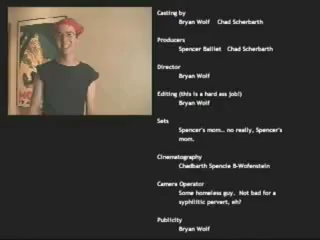 Casting by
Bryan Wolf Chad Scherbarth
Producers
Spencer Balliet Chad Scherbarth
Director
Bryan Wolf
Editing (this is a hard ass job!)
Bryan Wolf
Sets
Spencer's mom.. no really, Spencer's
mom.
Cinematography
Chadbarth Spencie B-Wofenstein
Camera Operator
Some homeless guy. Not bad for a
syphilitic pervert, eh?
Publicity
Bryan Wolf